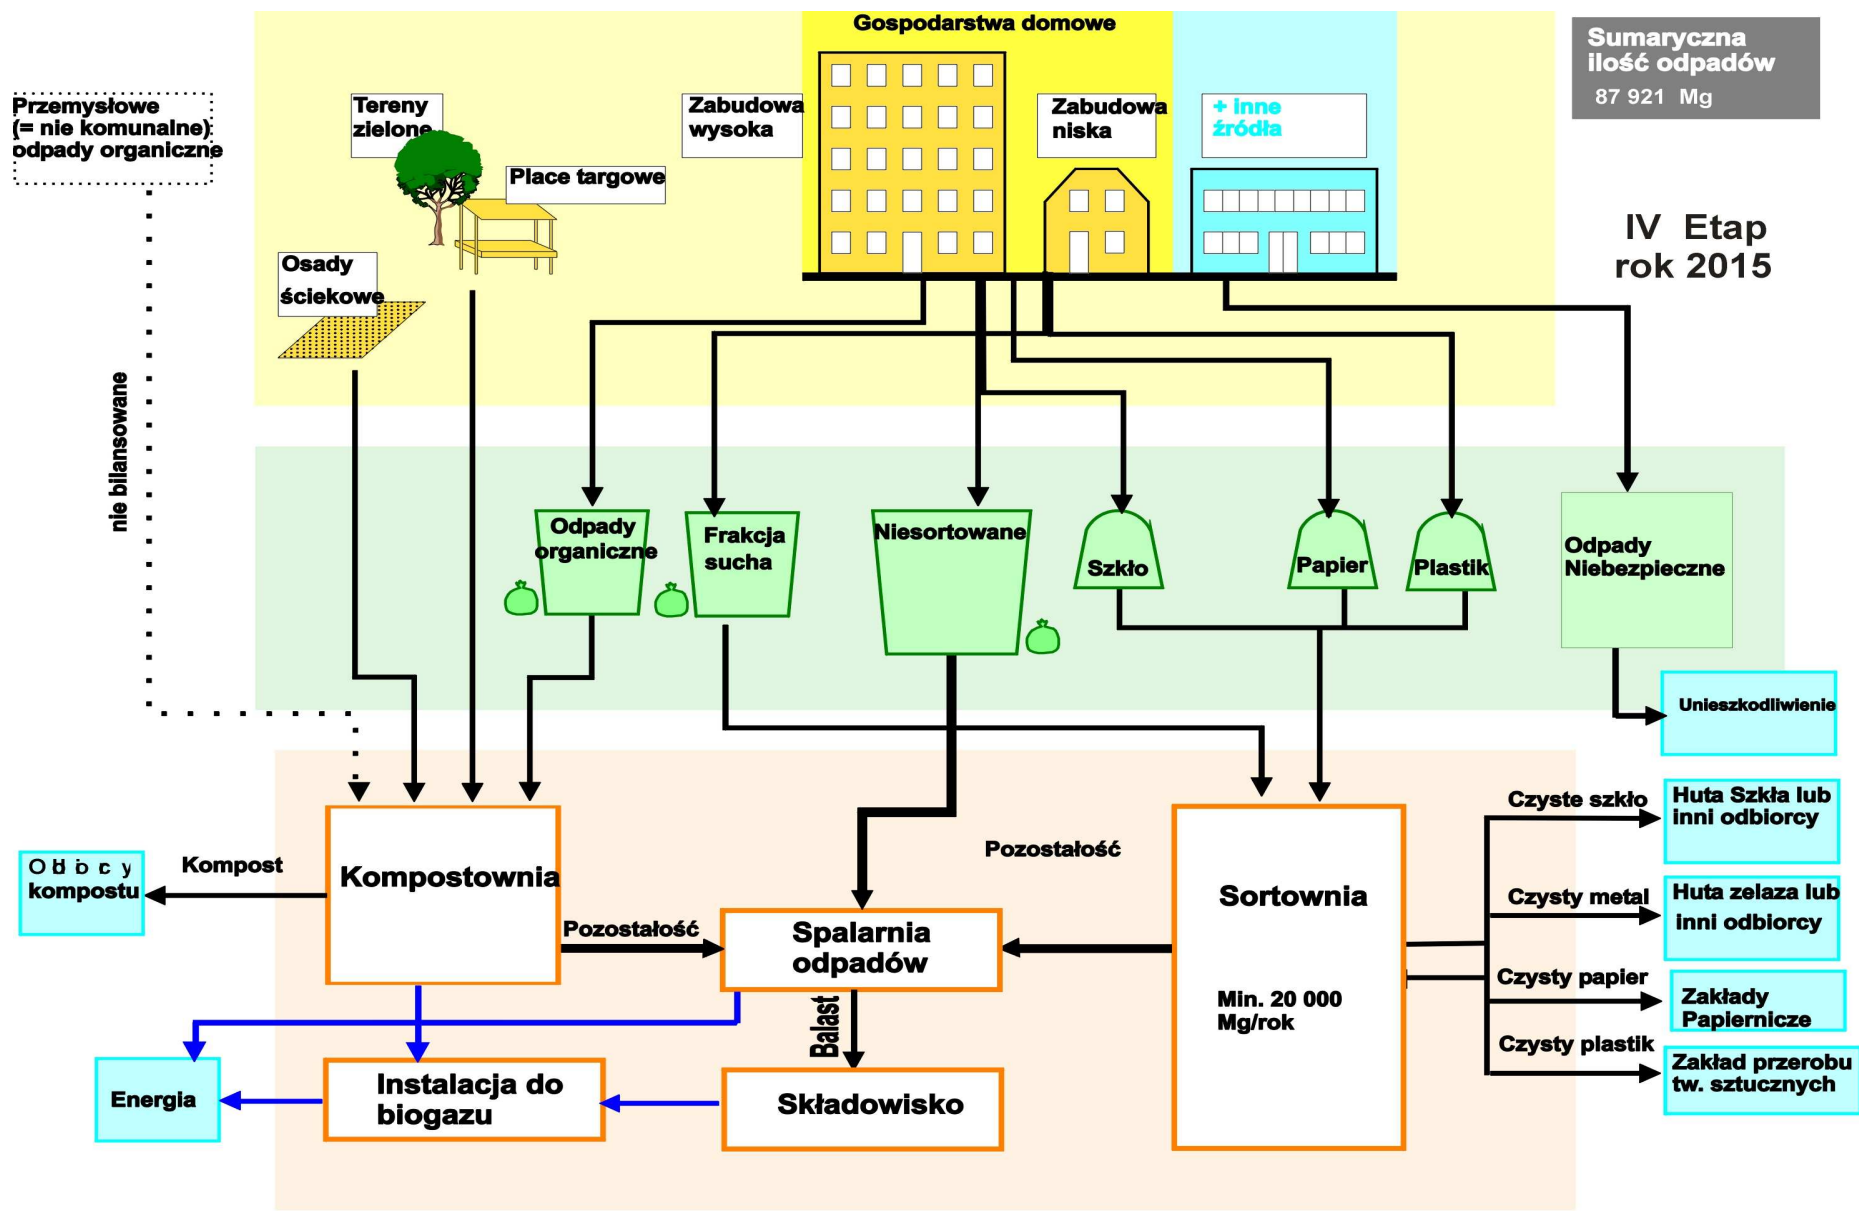 Gospodarstwa domowe
Sumaryczna
ilość odpadów
87 921 Mg
Przemysłowe
(= nie komunalne)
odpady organiczne
Tereny
zielone
Place targowe
Zabudowa
wysoka
Zabudowa
niska
+ inne
źródła
IV Etap
rok 2015
Osady
ściekowe
nie bilansowane
Odpady
organiczne
Frakcja
sucha
Niesortowane
Szkło
Papier
Plastik
Odpady
Niebezpieczne
Unieszkodliwienie
Kompostownia
Kompost
kompostu
Pozostałość
Pozostałość
Spalarnia
odpadów
Balast
Sortownia
Min. 20 000
Mg/rok
Czyste szkło
Huta Szkła lub
inni odbiorcy
Czysty metal
Huta zelaza lub
inni odbiorcy
Czysty papier
Zakłady
Papiernicze
Czysty plastik
Zakład przerobu
tw. sztucznych
Energia
Instalacja do
biogazu
Składowisko